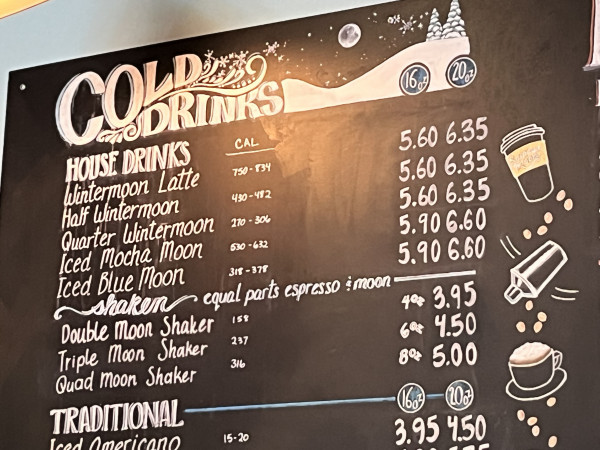 COLD DRINKS
16oz 20oz
HOUSE DRINKS CAL
Wintermoon Latte 750-834 5.60 6.35
Half Wintermoon 430-482 5.60 6.35
Quarter Wintermoon 270-306 5.60 6.35
Iced Mocha Moon 530-632 5.90 6.60
Iced Blue Moon 318-378 5.90 6.60
shaken equal parts espresso & moon
Double Moon Shaker 158 4oz 3.95
Triple Moon Shaker 237 6oz 4.50
Quad Moon Shaker 316 8oz 5.00
TRADITIONAL 16oz 20oz
Iced Americano 15-20 3.95 4.50